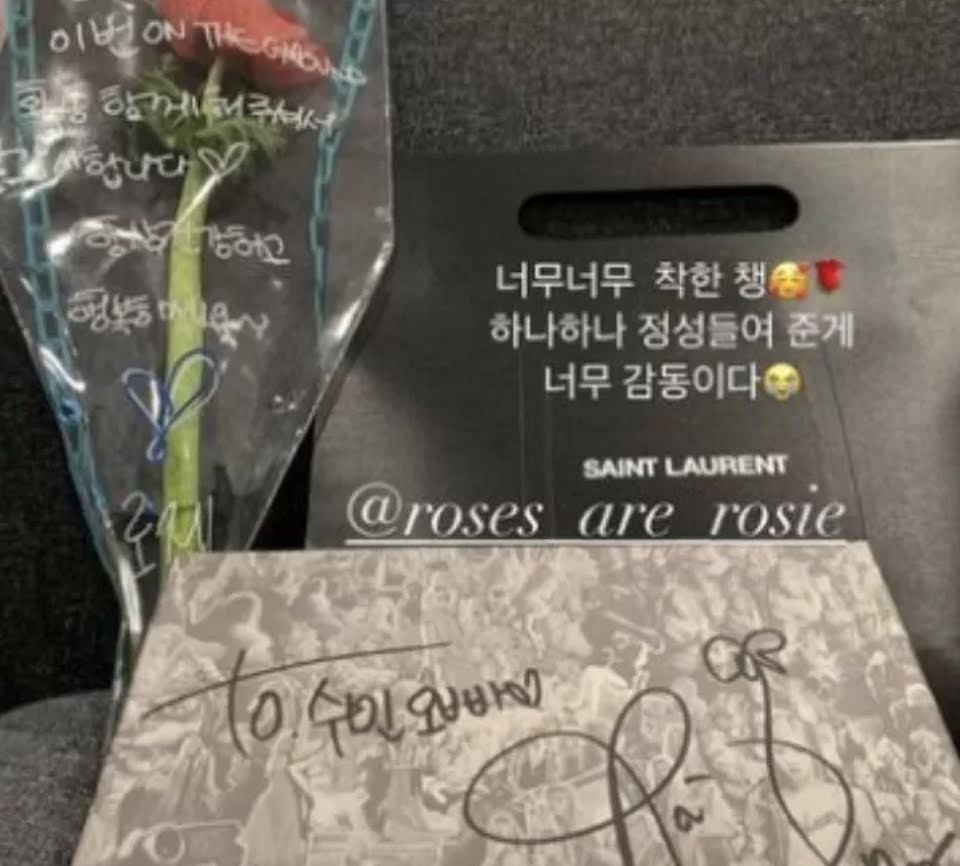 이번 ON THE GROUND
활동 함께 해주셔서
감사합니다♡
항상 건강하고
행복하세요
로제
너무너무 착한 챙🥰🌹
하나하나 정성들여 준게
너무 감동이다😭
SAINT LAURENT
@roses_are_rosie
TO. 수민오빠♡